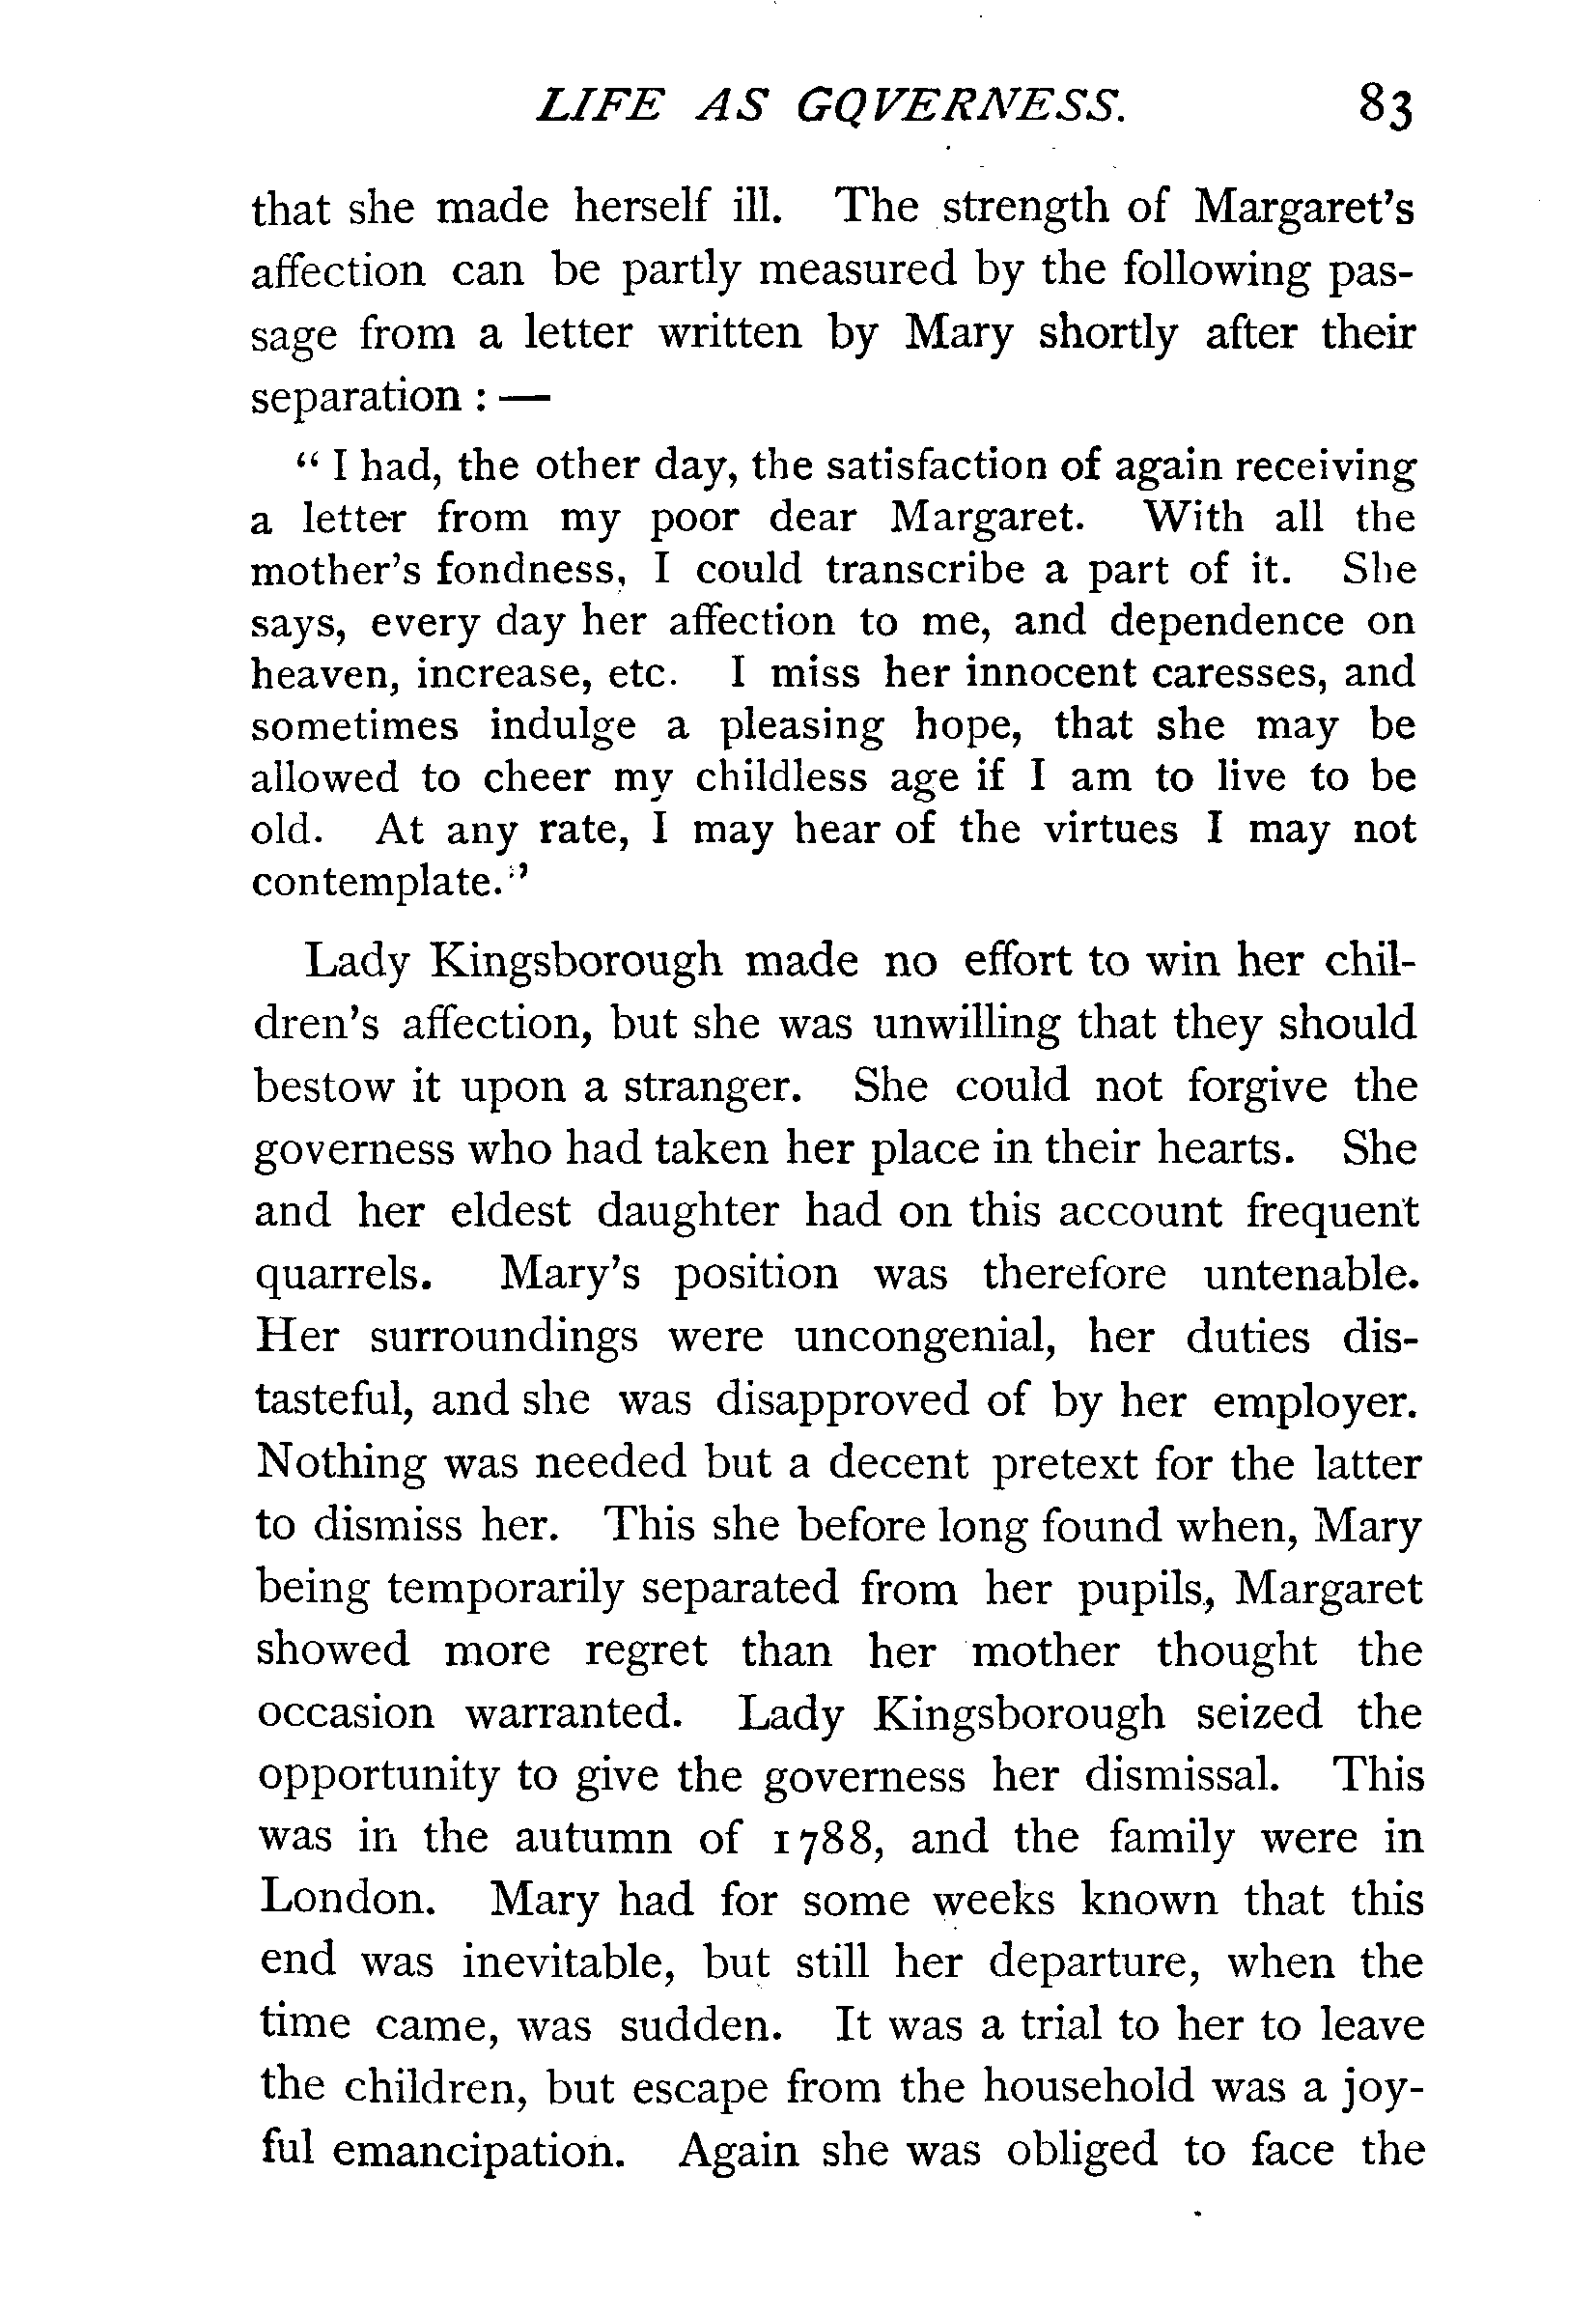 LIFE AS GOVERNESS. 83
that she made herself ill. The strength of Margaret's
affection can be partly measured by the following pas-
sage from a letter written by Mary shortly after their
separation : —
“ I had, the other day, the satisfaction of again receiving
a letter from my poor dear Margaret. With all the
mother's fondness, I could transcribe a part of it. She
says, every day her affection to me, and dependence on
heaven, increase, etc. I miss her innocent caresses, and
sometimes indulge a pleasing hope, that she may be
allowed to cheer my childless age if I am to live to be
old. At any rate, I may hear of the virtues I may not
contemplate.”
Lady Kingsborough made no effort to win her chil-
dren's affection, but she was unwilling that they should
bestow it upon a stranger. She could not forgive the
governess who had taken her place in their hearts. She
and her eldest daughter had on this account frequent
quarrels. Mary's position was therefore untenable.
Her surroundings were uncongenial, her duties dis-
tasteful, and she was disapproved of by her employer.
Nothing was needed but a decent pretext for the latter
to dismiss her. This she before long found when, Mary
being temporarily separated from her pupils, Margaret
showed more regret than her mother thought the
occasion warranted. Lady Kingsborough seized the
opportunity to give the governess her dismissal. This
was in the autumn of 1788, and the family were in
London. Mary had for some weeks known that this
end was inevitable, but still her departure, when the
time came, was sudden. It was a trial to her to leave
the children, but escape from the household was a joy-
ful emancipation. Again she was obliged to face the